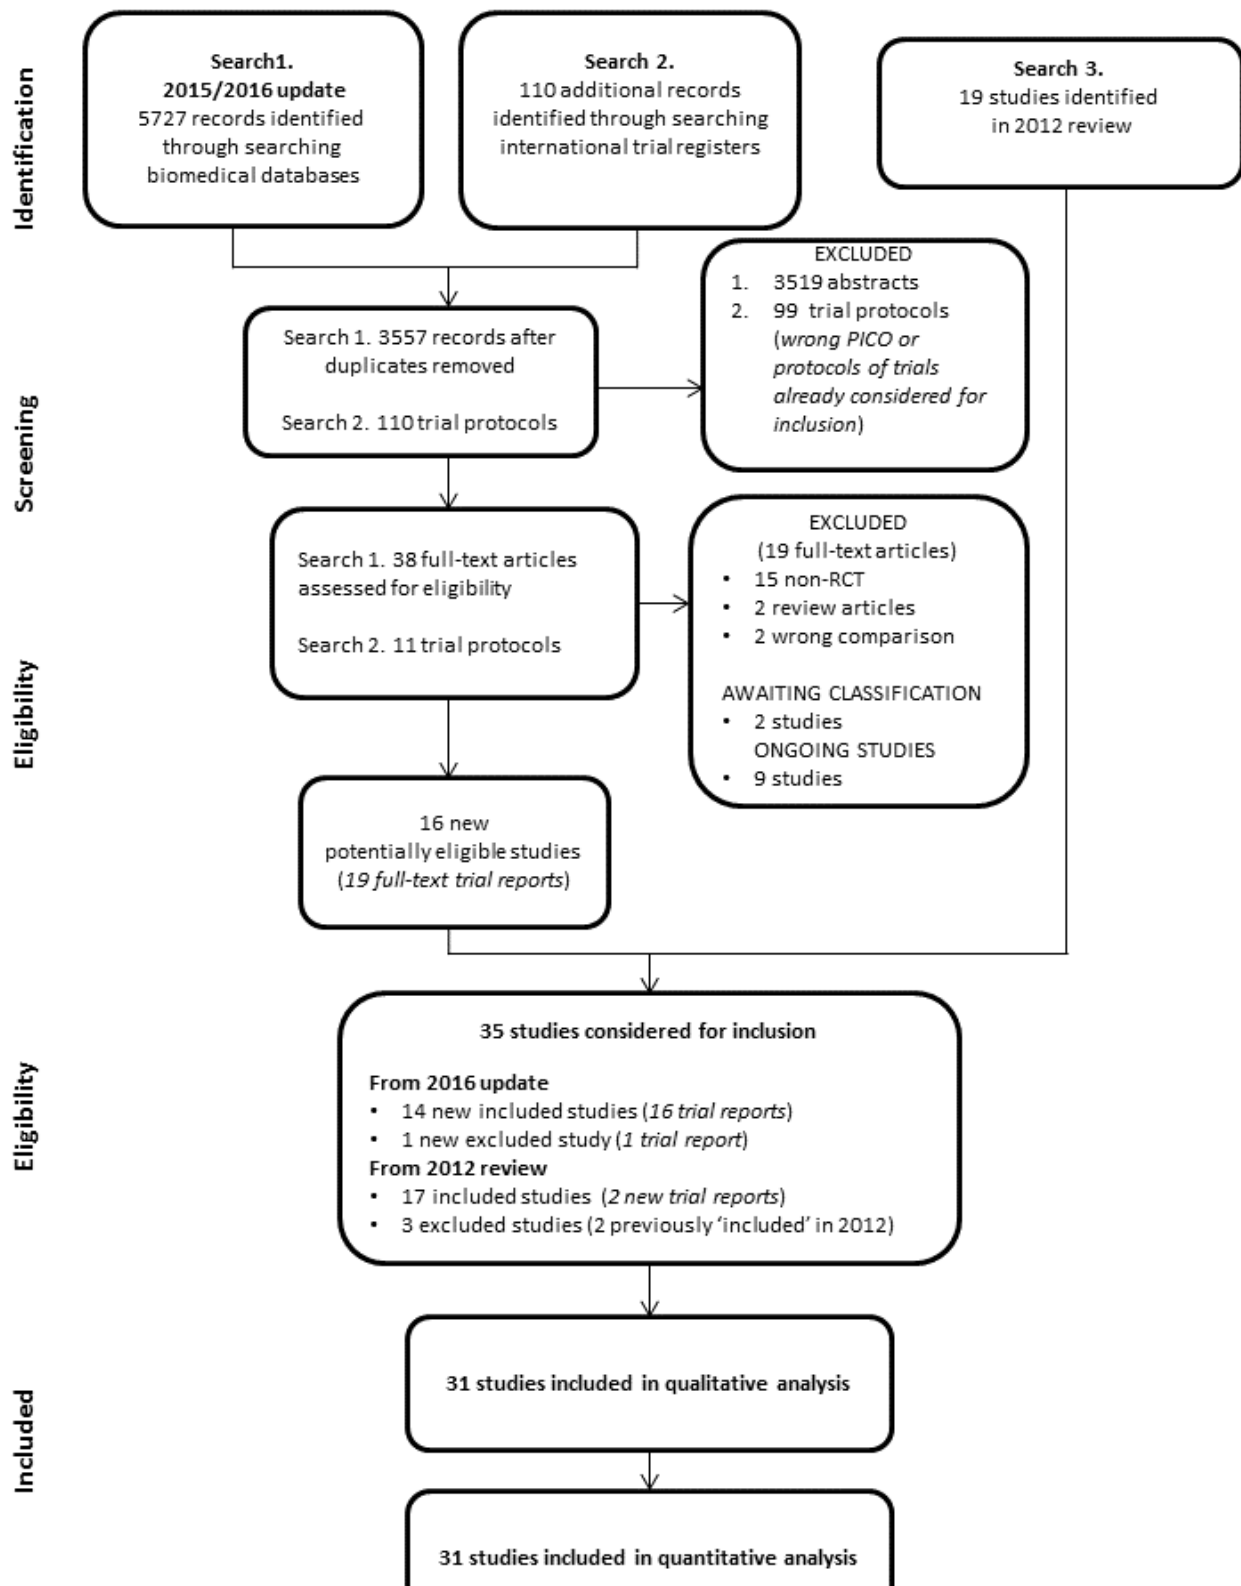 Identification
Search1.
2015/2016 update
5727 records identified
through searching
biomedical databases
Search 2.
110 additional records
identified through searching
international trial registers
Search 3.
19 studies identified
in 2012 review
Screening
Search 1. 3557 records after
duplicates removed
Search 2. 110 trial protocols
EXCLUDED
1. 3519 abstracts
2. 99 trial protocols
(wrong PICO or
protocols of trials
already considered for
inclusion)
Eligibility
Search 1. 38 full-text articles
assessed for eligibility
Search 2. 11 trial protocols
EXCLUDED
(19 full-text articles)
• 15 non-RCT
• 2 review articles
• 2 wrong comparison
AWAITING CLASSIFICATION
• 2 studies
ONGOING STUDIES
• 9 studies
16 new
potentially eligible studies
(19 full-text trial reports)
Eligibility
35 studies considered for inclusion
From 2016 update
• 14 new included studies (16 trial reports)
• 1 new excluded study (1 trial report)
From 2012 review
• 17 included studies (2 new trial reports)
• 3 excluded studies (2 previously ‘included’ in 2012)
Included
31 studies included in qualitative analysis
31 studies included in quantitative analysis